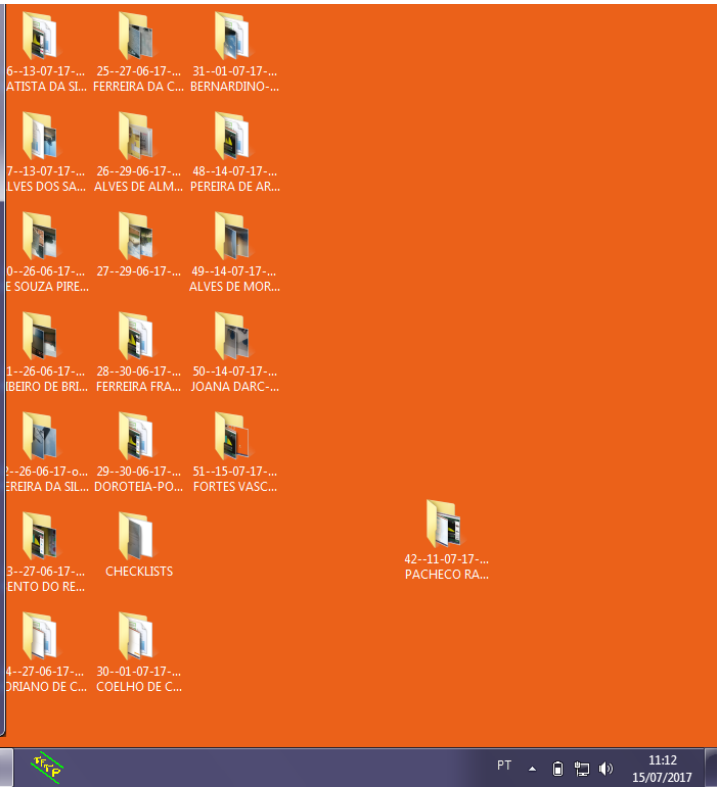 6--13-07-17-...
ATISTA DA SI...
25--27-06-17-...
FERREIRA DA C...
31--01-07-17-...
BERNARDINO-...
7--13-07-17-...
LVES DOS SA...
26--29-06-17-...
ALVES DE ALM...
48--14-07-17-...
PEREIRA DE AR...
0--26-06-17-...
E SOUZA PIRE...
27--29-06-17-...
49--14-07-17-...
ALVES DE MOR...
1--26-06-17-...
IBEIRO DE BRI...
28--30-06-17-...
FERREIRA FRA...
50--14-07-17-...
JOANA DARC-...
2--26-06-17-o...
EREIRA DA SIL...
29--30-06-17-...
DOROTEIA-PO...
51--15-07-17-...
FORTES VASC...
3--27-06-17-...
ENTO DO RE...
CHECKLISTS
42--11-07-17-...
PACHECO RA...
4--27-06-17-...
ORIANO DE C...
30--01-07-17-...
COELHO DE C...
TFTP
PT
11:12
15/07/2017